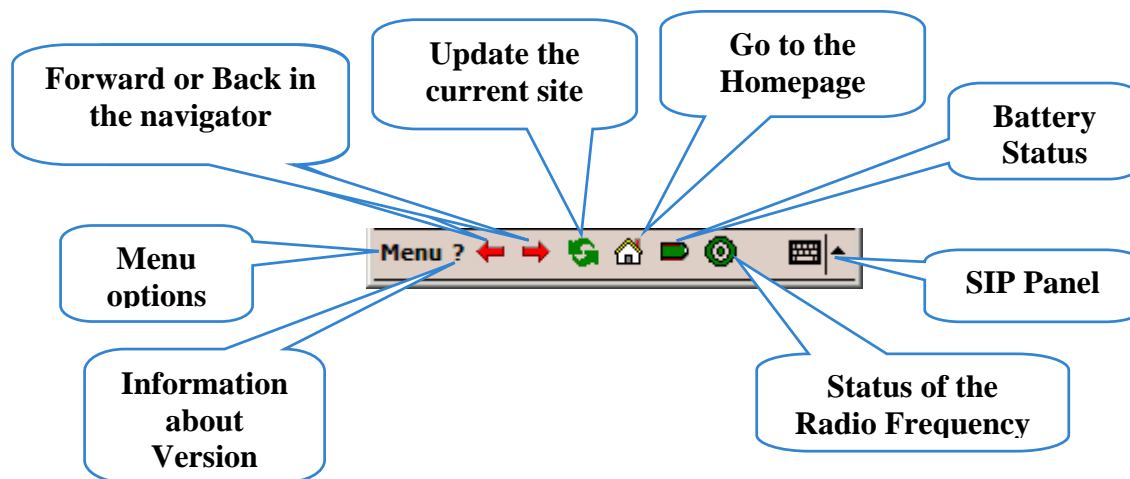 Forward or Back in
the navigator
Update the
current site
Go to the
Homepage
Battery
Status
Menu
options
Menu ?
SIP Panel
Information
about
Version
Status of the
Radio Frequency